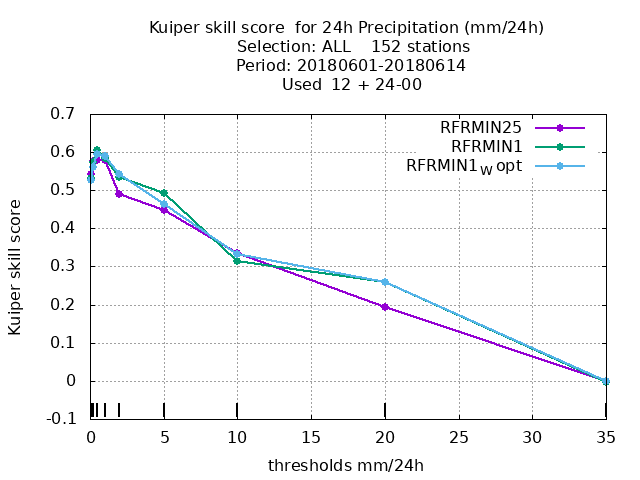 Kuiper skill score  for 24h Precipitation (mm/24h)
Selection: ALL    152 stations
Period: 20180601-20180614
Used  12 + 24-00
0.7
0.6
0.5
0.4
0.3
0.2
0.1
0
-0.1
Kuiper skill score
RFRMIN25
RFRMIN1
RFRMIN1W opt
0 5 10 15 20 25 30 35
thresholds mm/24h